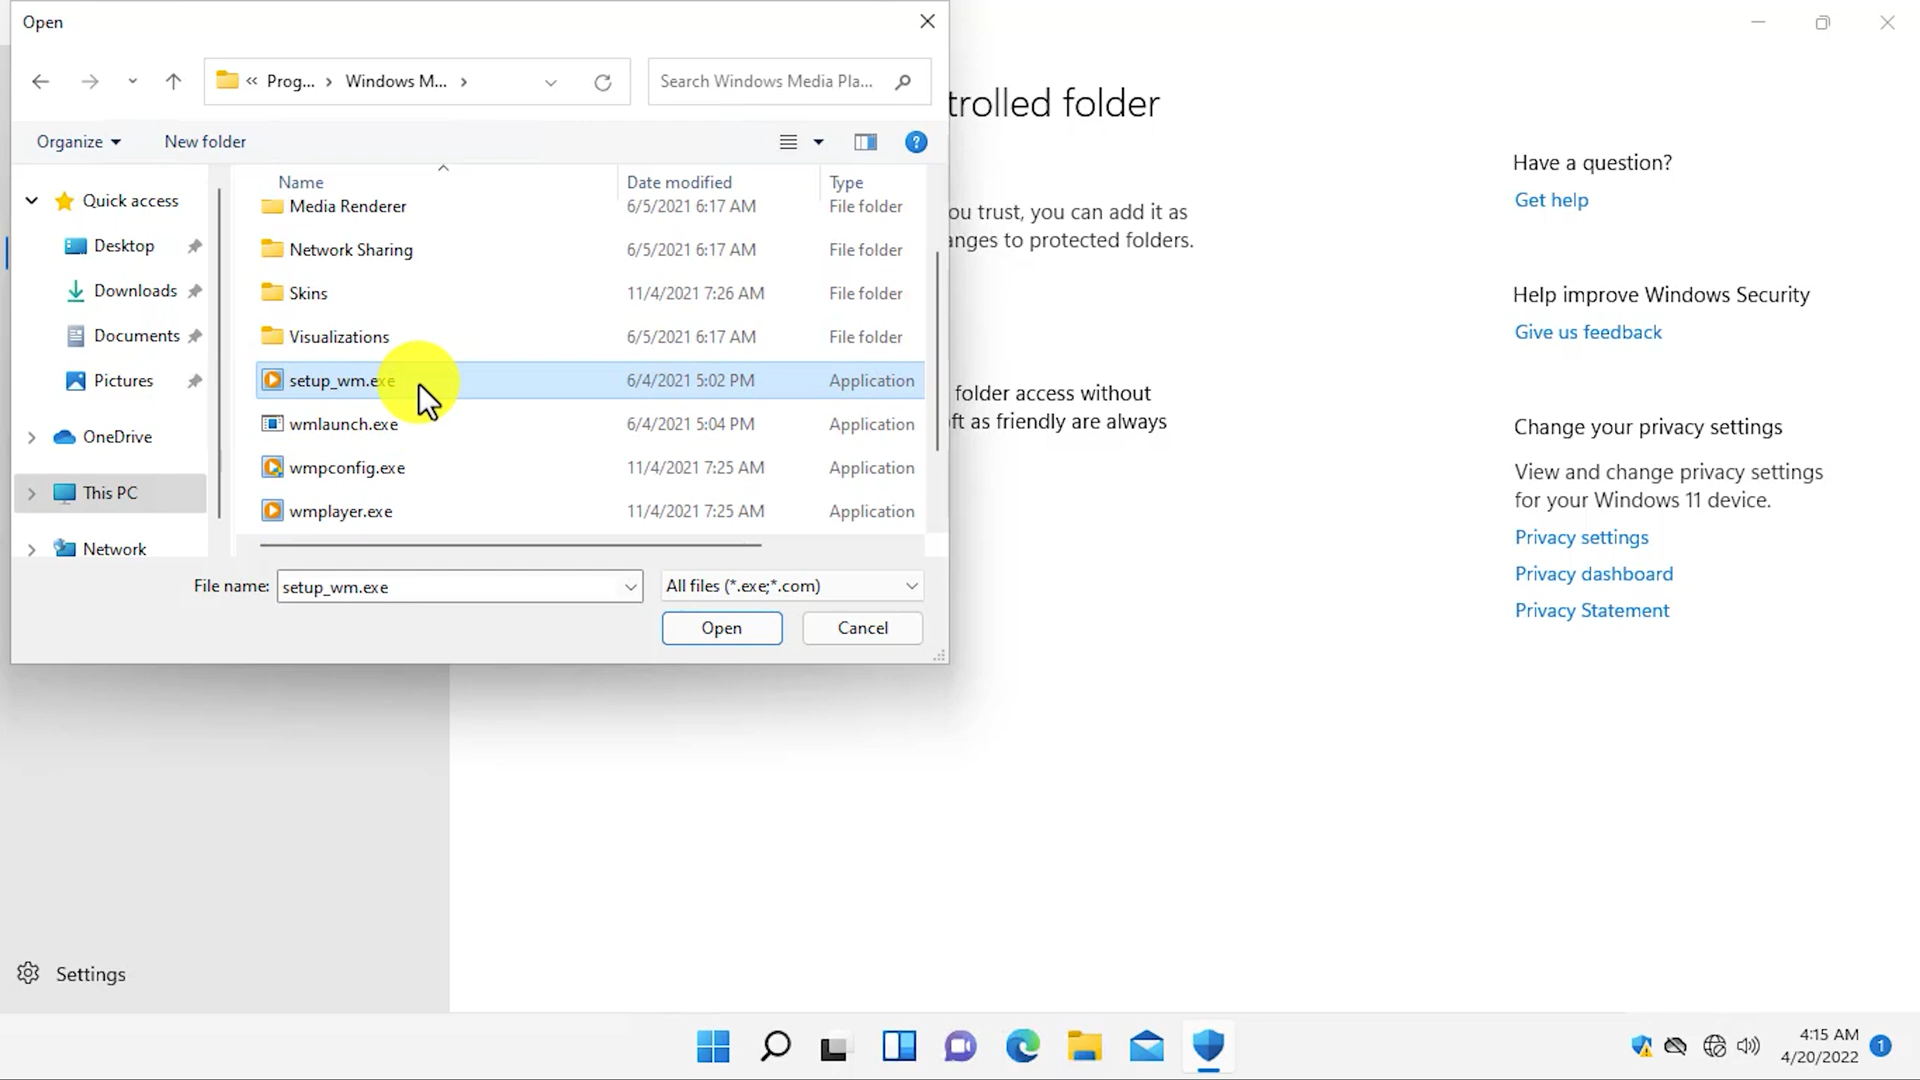 Open
Prog...
Windows M...
Search Windows Media Pla...
Organize
New folder
Name
Date modified
Type
Quick access
Desktop
Downloads
Documents
Pictures
OneDrive
This PC
Network
Media Renderer 6/5/2021 6:17 AM File folder
Network Sharing 6/5/2021 6:17 AM File folder
Skins 11/4/2021 7:26 AM File folder
Visualizations 6/5/2021 6:17 AM File folder
setup_wm.exe 6/4/2021 5:02 PM Application
wmlaunch.exe 6/4/2021 5:04 PM Application
wmpconfig.exe 11/4/2021 7:25 AM Application
wmplayer.exe 11/4/2021 7:25 AM Application
File name: setup_wm.exe
All files (*.exe;*.com)
Open
Cancel
trolled folder
ou trust, you can add it as
anges to protected folders.
folder access without
ft as friendly are always
Have a question?
Get help
Help improve Windows Security
Give us feedback
Change your privacy settings
View and change privacy settings
for your Windows 11 device.
Privacy settings
Privacy dashboard
Privacy Statement
Settings
4:15 AM
4/20/2022
1